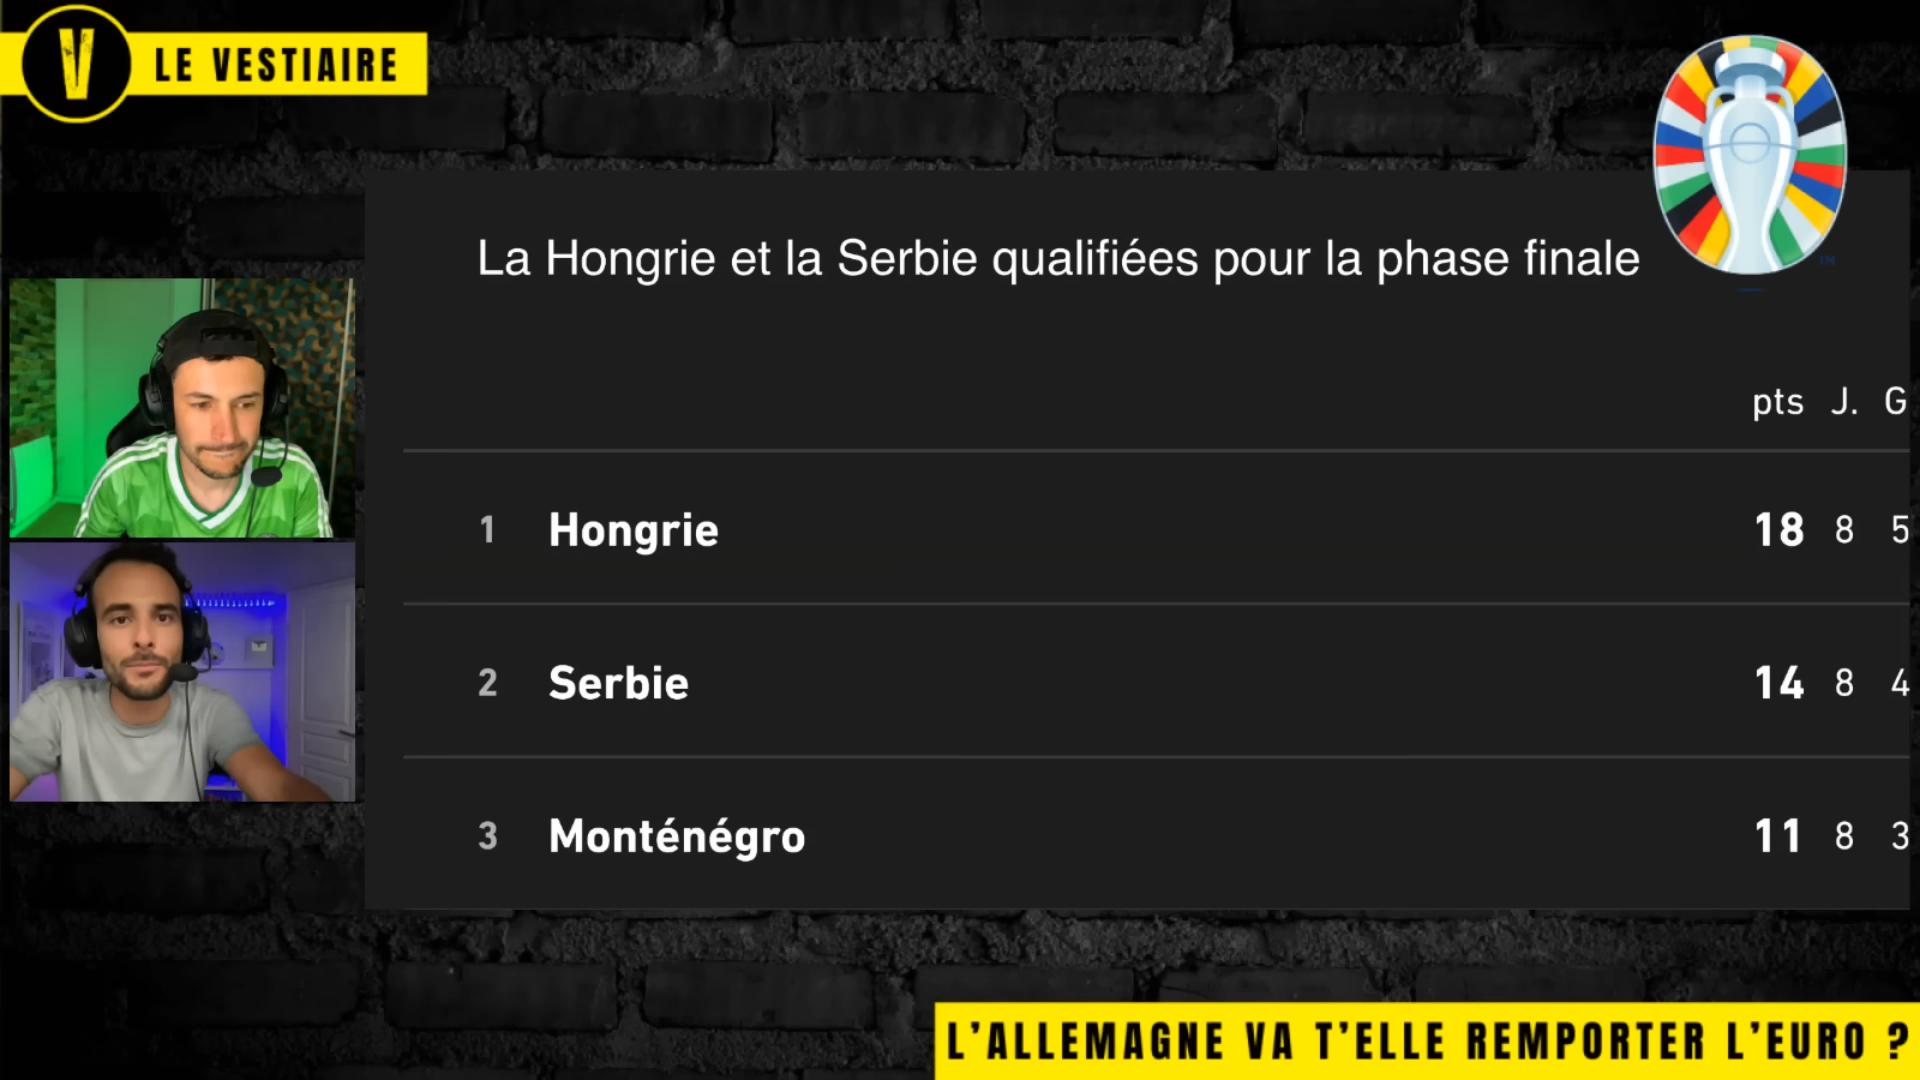 V LE VESTIAIRE
La Hongrie et la Serbie qualifiées pour la phase finale
TM
pts J. G
1 Hongrie 18 8 5
2 Serbie 14 8 4
3 Monténégro 11 8 3
L’ALLEMAGNE VA T’ELLE REMPORTER L’EURO ?